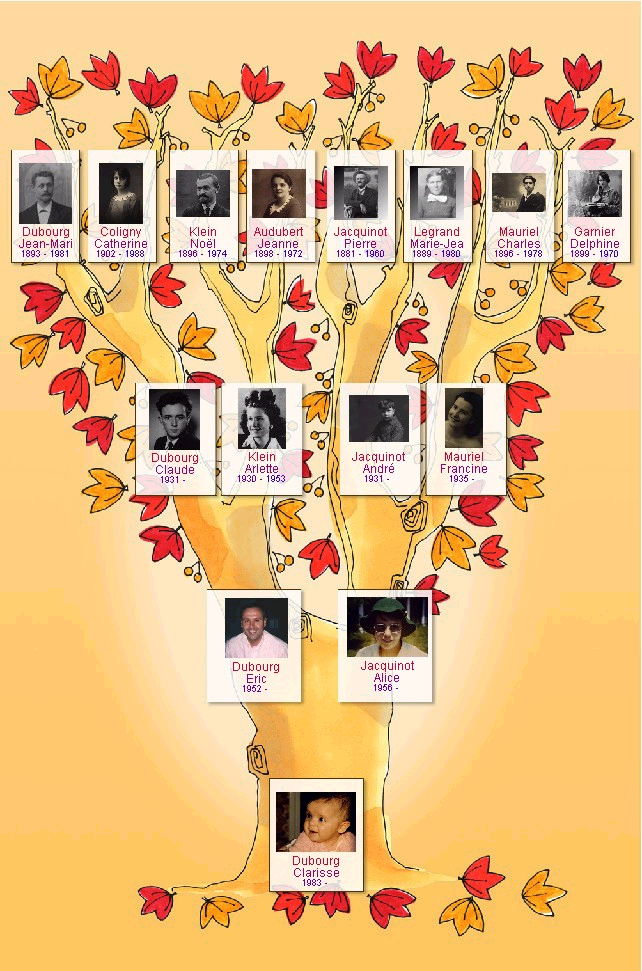 Dubourg
Jean-Mari
1893 - 1981
Coligny
Catherine
1902 - 1988
Klein
Noël
1896 - 1974
Audubert
Jeanne
1898 - 1972
Jacquinot
Pierre
1881 - 1960
Legrand
Marie-Jea
1889 - 1980
Mauriel
Charles
1896 - 1978
Garnier
Delphine
1899 - 1970
Dubourg
Claude
1931 -
Klein
Arlette
1930 - 1953
Jacquinot
André
1931 -
Mauriel
Francine
1935 -
Dubourg
Eric
1952 -
Jacquinot
Alice
1956 -
Dubourg
Clarisse
1983 -